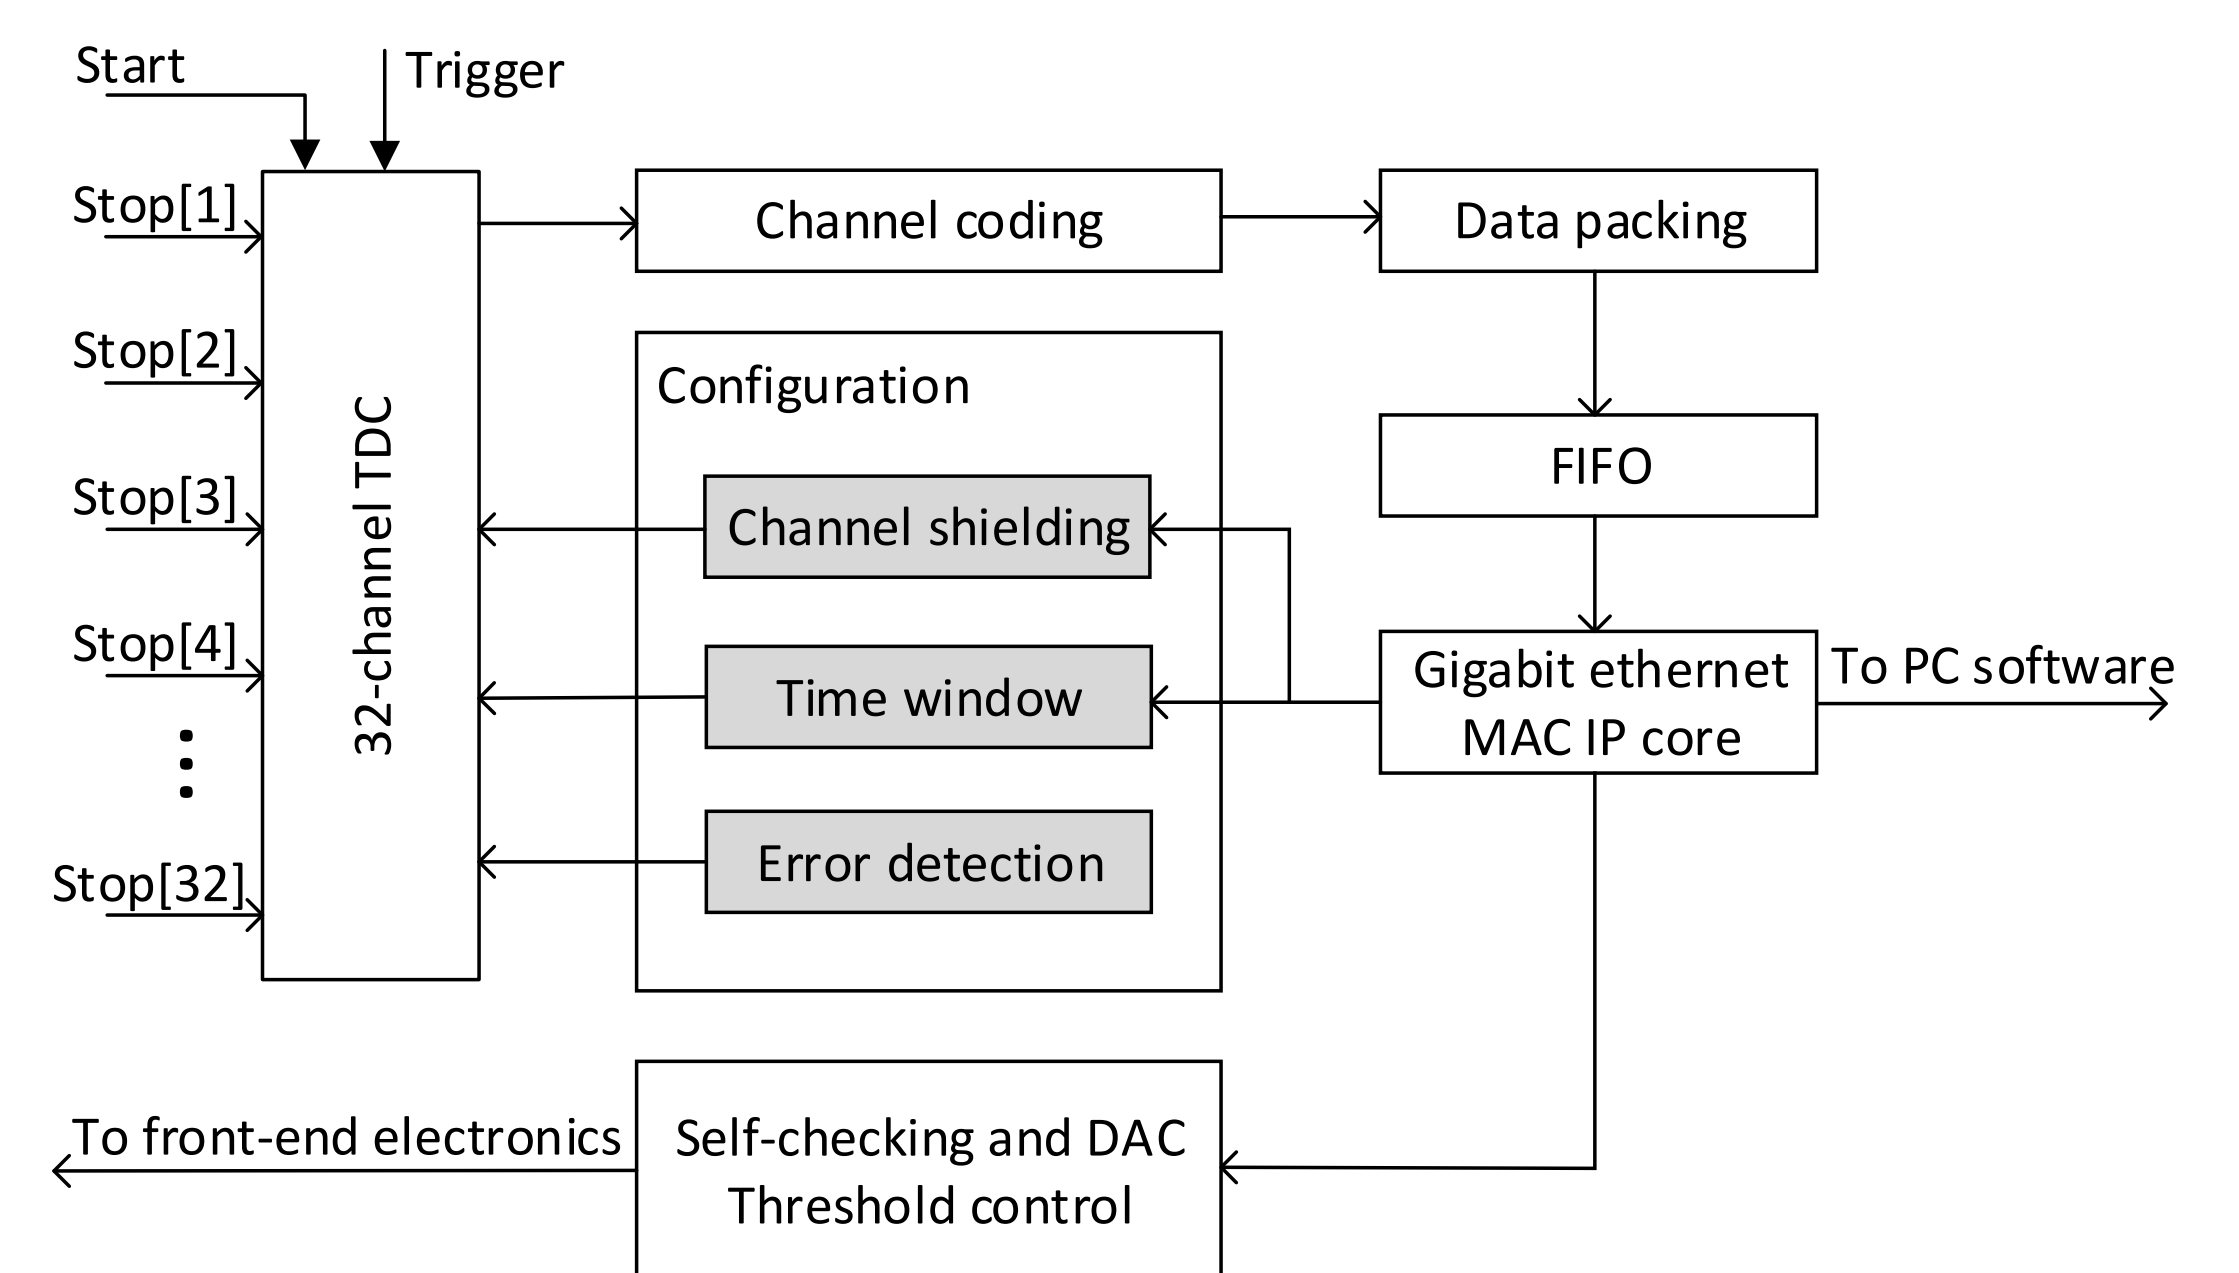 Start
Trigger
Stop[1]
Channel coding
Data packing
Stop[2]
Configuration
32-channel TDC
FIFO
Stop[3]
Channel shielding
Stop[4]
Time window
Gigabit ethernet
MAC IP core
To PC software
Error detection
Stop[32]
To front-end electronics
Self-checking and DAC
Threshold control